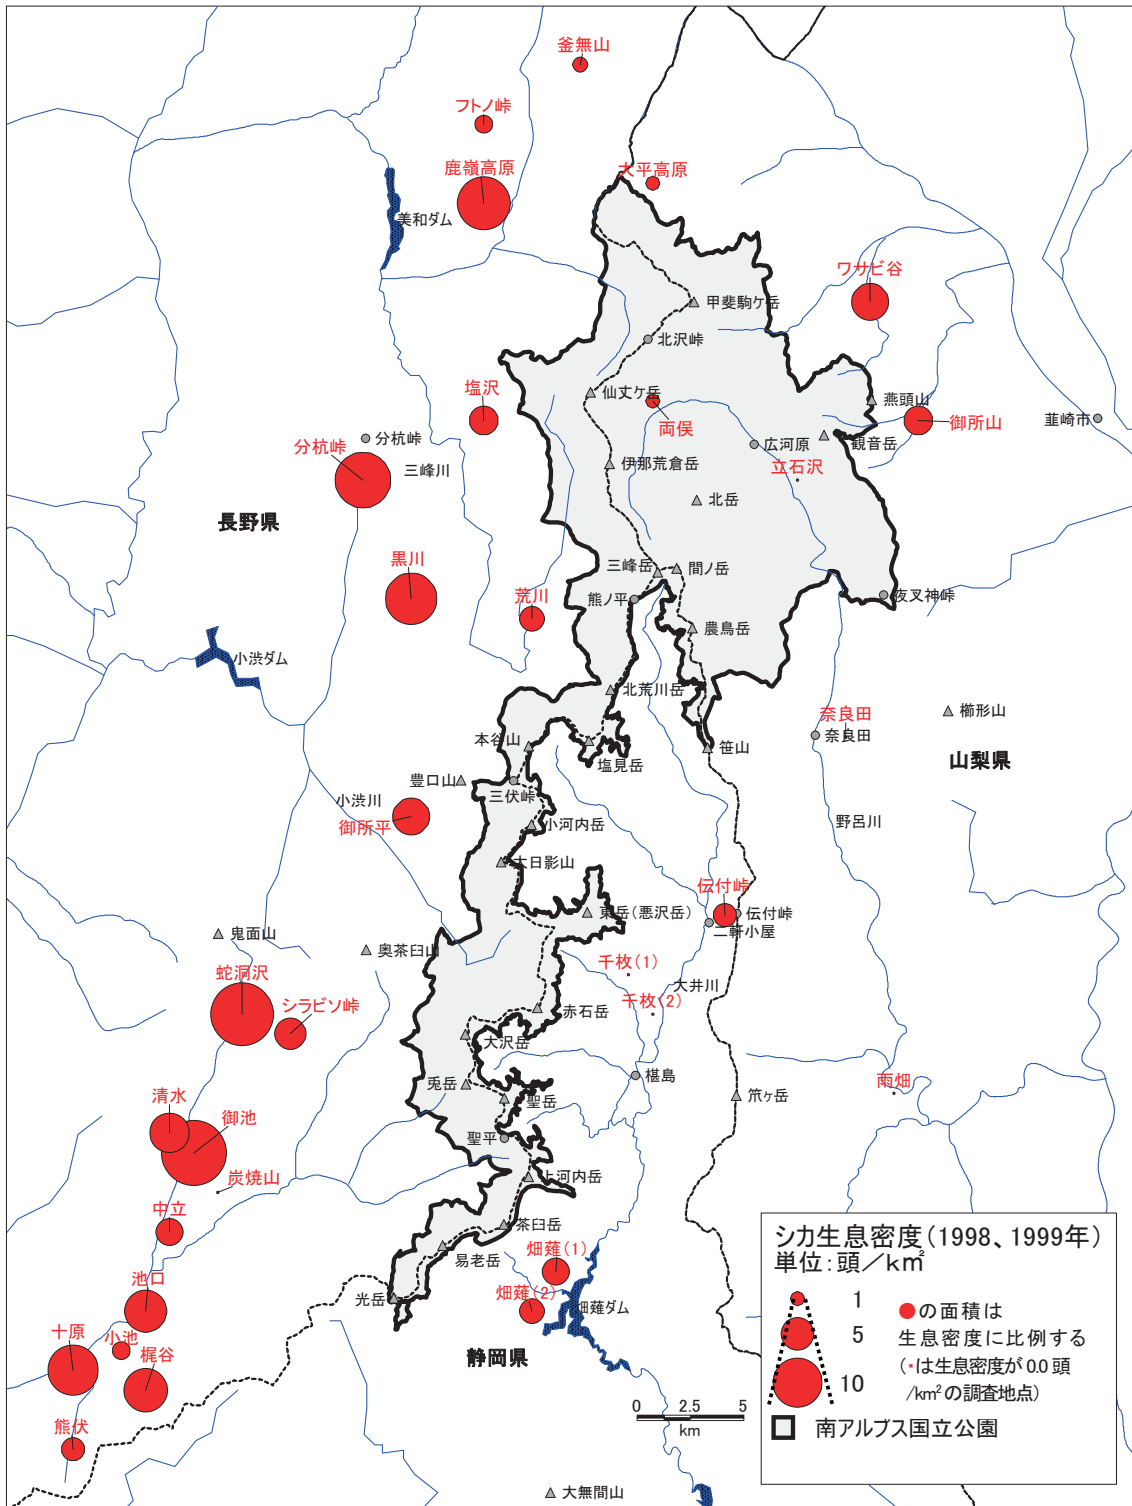 釜無山
フトノ峠
鹿嶺高原
大平高原
美和ダム
ワサビ谷
甲斐駒ケ岳
北沢峠
仙丈ケ岳
燕頭山
塩沢
両俣
御所山
韮崎市
分杭峠
分杭峠
三峰川
広河原
観音岳
伊那荒倉岳
立石沢
北岳
長野県
黒川
三峰岳
間ノ岳
荒川
熊ノ平
夜叉神峠
農鳥岳
小渋ダム
北荒川岳
奈良田
櫛形山
奈良田
本谷山
笹山
塩見岳
山梨県
豊口山
三伏峠
小渋川
御所平
小河内岳
野呂川
大日影山
伝付峠
東岳(悪沢岳)
伝付峠
二軒小屋
鬼面山
奥茶臼山
千枚(1)
蛇洞沢
シラビソ峠
大井川
千枚(2)
赤石岳
大沢岳
椹島
兎岳
雨畑
清水
聖岳
笊ヶ岳
御池
聖平
炭焼山
上河内岳
中立
茶臼岳
易老岳
畑薙(1)
池口
光岳
畑薙(2)
畑薙ダム
十原
小池
梶谷
静岡県
熊伏
大無間山
シカ生息密度(1998、1999年)
単位:頭/km²
1
5
10
●の面積は
生息密度に比例する
(・は生息密度が0.0頭
/km²の調査地点)
南アルプス国立公園
0 2.5 5
km